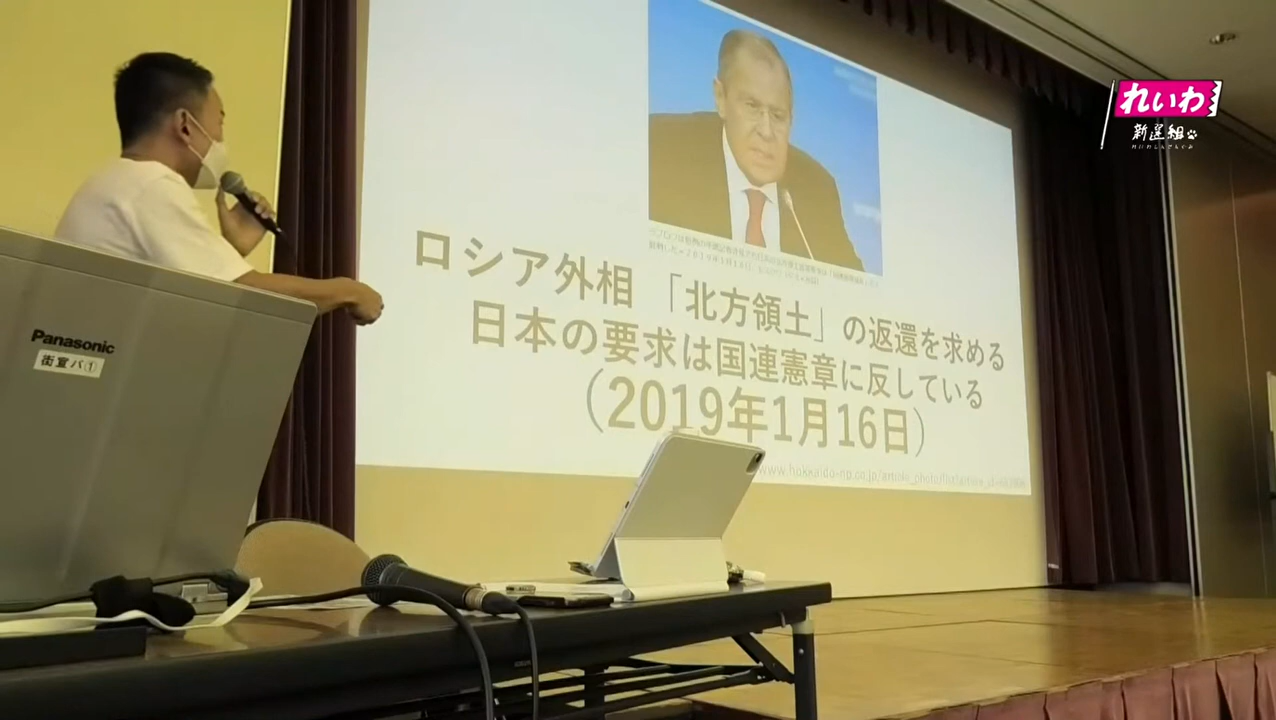 れいわ
新選組
ロシア外相 「北方領土」の返還を求める
日本の要求は国連憲章に反している
（2019年1月16日）
Panasonic
街宣パ①